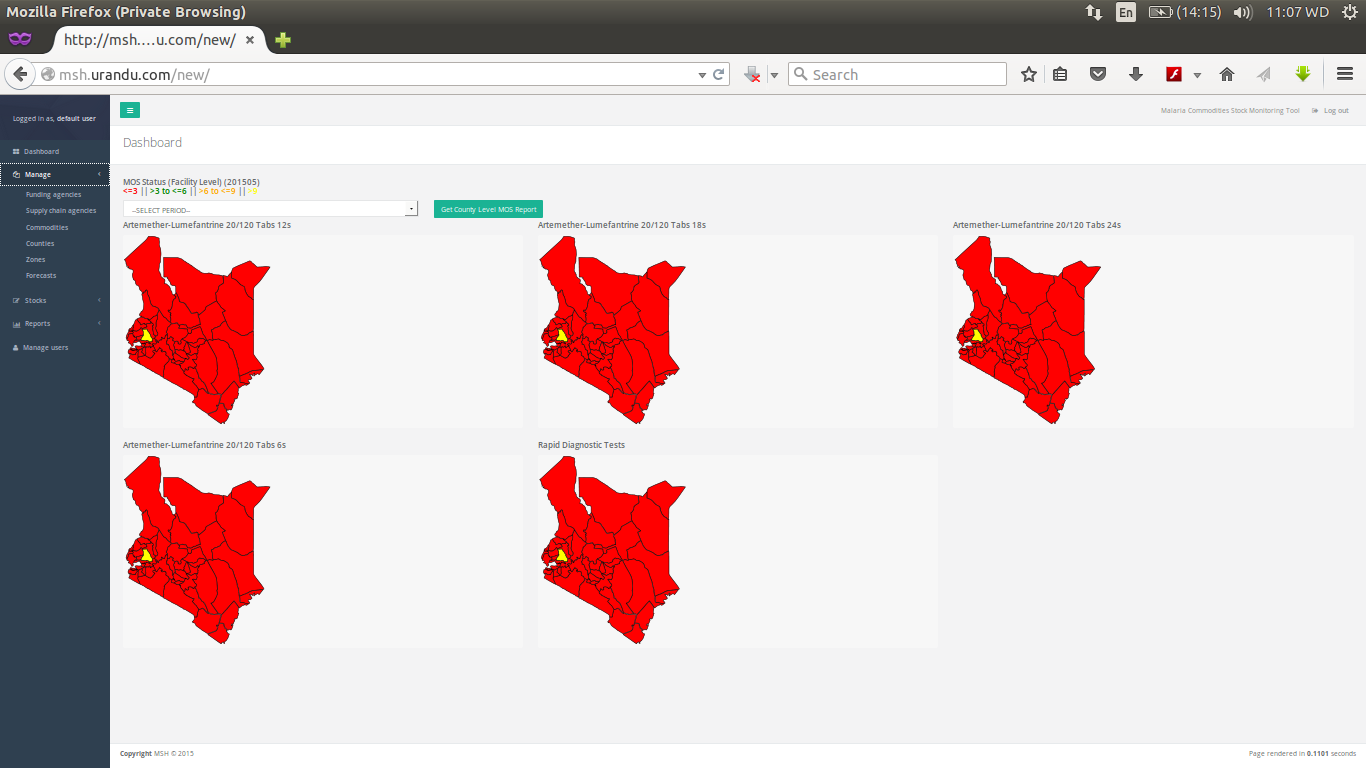 Mozilla Firefox (Private Browsing)
En
(14:15)
11:07 WD
http://msh....u.com/new/
msh.urandu.com/new/
Search
Logged in as, default user
Malaria Commodities Stock Monitoring Tool
Log out
Dashboard
Manage
Funding agencies
Supply chain agencies
Commodities
Counties
Zones
Forecasts
Stocks
Reports
Manage users
Dashboard
MOS Status (Facility Level) (201505)
<=3 || >3 to <=6 || >6 to <=9 || >9
--SELECT PERIOD--
Get County Level MOS Report
Artemether-Lumefantrine 20/120 Tabs 12s
Artemether-Lumefantrine 20/120 Tabs 18s
Artemether-Lumefantrine 20/120 Tabs 24s
Artemether-Lumefantrine 20/120 Tabs 6s
Rapid Diagnostic Tests
Copyright MSH © 2015
Page rendered in 0.1101 seconds